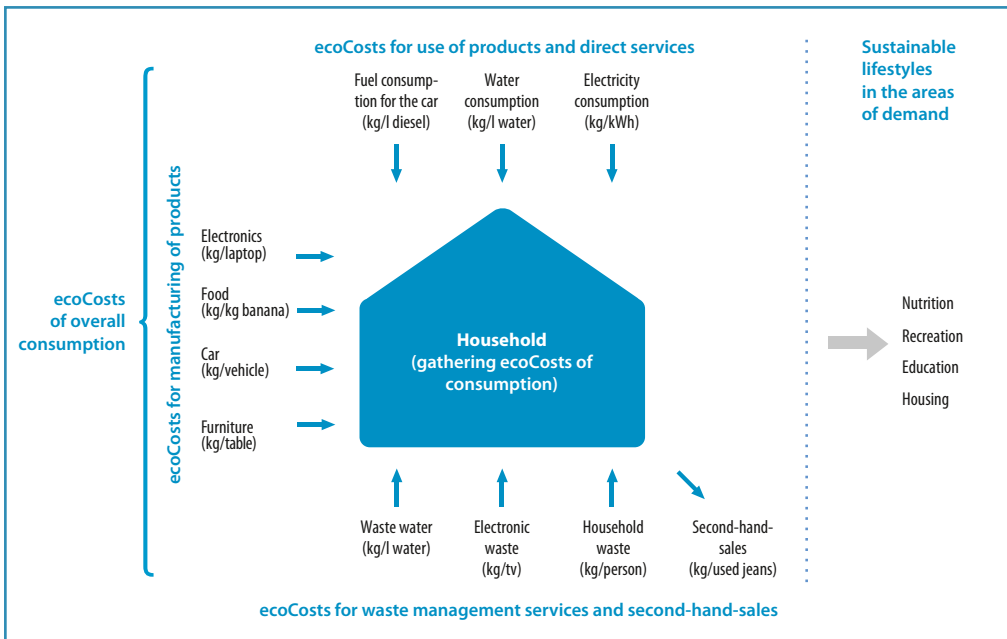 ecoCosts for use of products and direct services
Fuel consump-
tion for the car
(kg/l diesel)
Water
consumption
(kg/l water)
Electricity
consumption
(kg/kWh)
Sustainable
lifestyles
in the areas
of demand
ecoCosts
of overall
consumption
ecoCosts for manufacturing of products
Electronics
(kg/laptop)
Food
(kg/kg banana)
Car
(kg/vehicle)
Furniture
(kg/table)
Household
(gathering ecoCosts of
consumption)
Nutrition
Recreation
Education
Housing
Waste water
(kg/l water)
Electronic
waste
(kg/tv)
Household
waste
(kg/person)
Second-hand-
sales
(kg/used jeans)
ecoCosts for waste management services and second-hand-sales